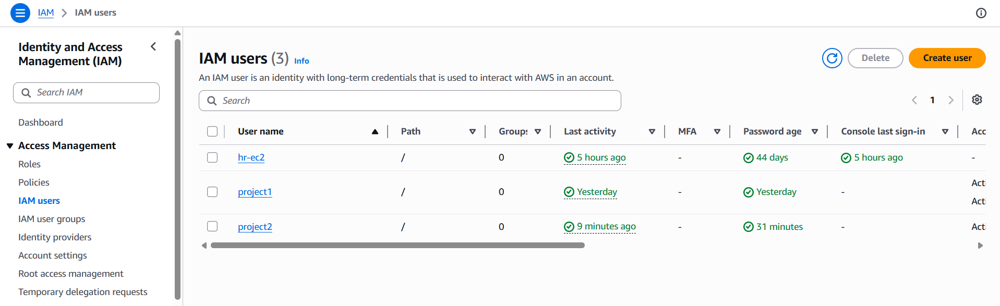 IAM > IAM users
Identity and Access
Management (IAM)
Search IAM
Dashboard
Access Management
Roles
Policies
IAM users
IAM user groups
Identity providers
Account settings
Root access management
Temporary delegation requests
IAM users (3) Info
Delete
Create user
An IAM user is an identity with long-term credentials that is used to interact with AWS in an account.
Search
1
User name Path Groups Last activity MFA Password age Console last sign-in Acc
hr-ec2 / 0 5 hours ago - 44 days 5 hours ago -
project1 / 0 Yesterday - Yesterday - Acti
Acti
project2 / 0 9 minutes ago - 31 minutes - Acti